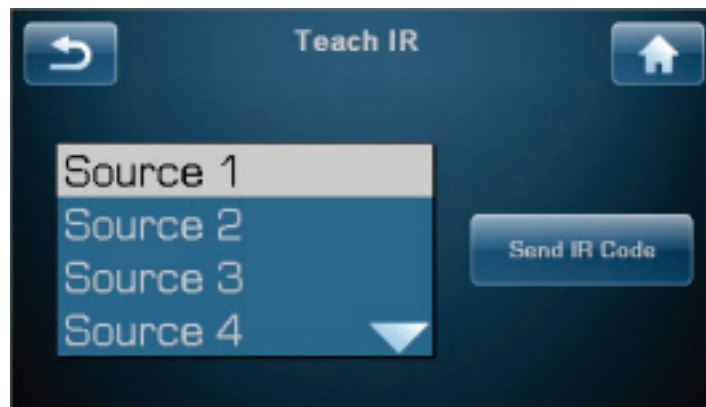 Teach IR
Source 1
Source 2
Source 3
Source 4
Send IR Code